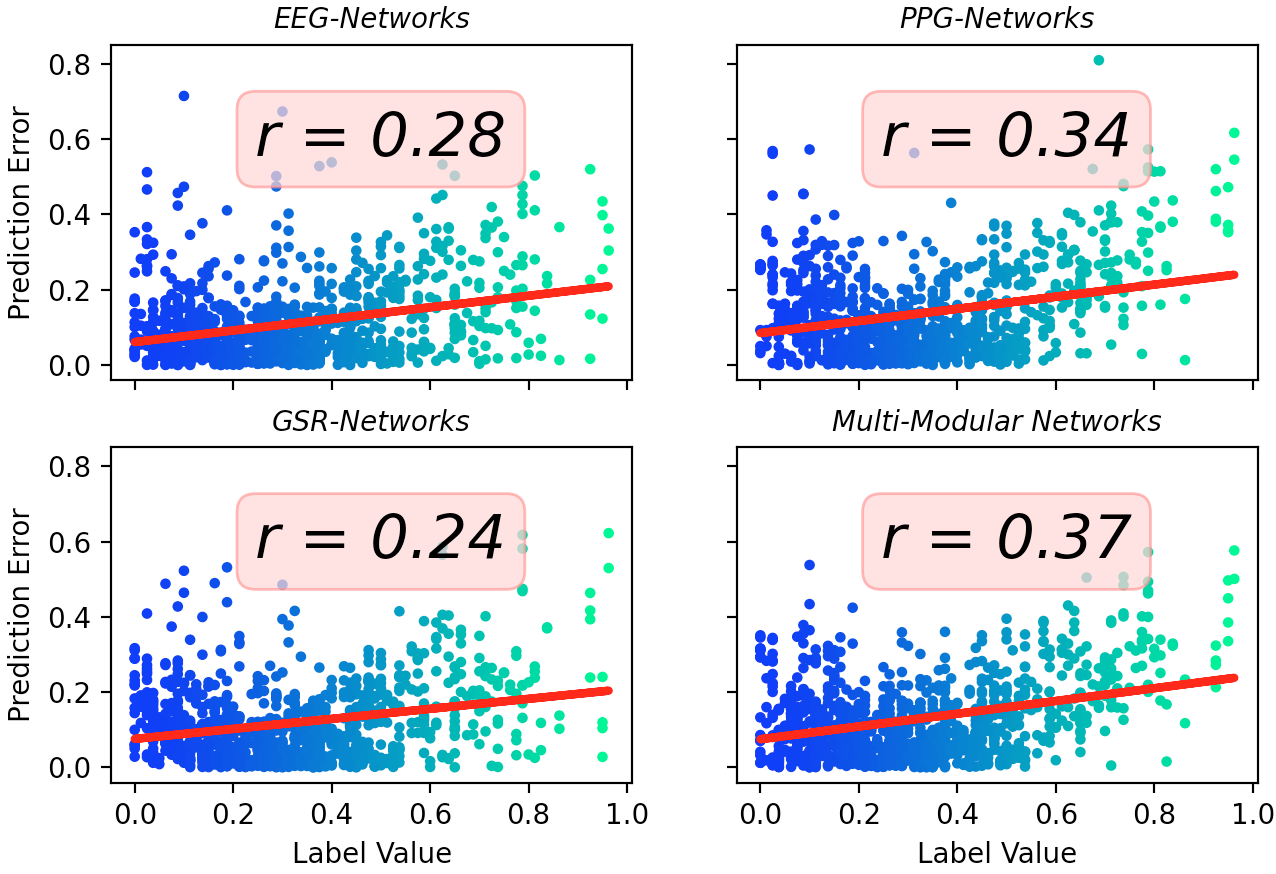 EEG-Networks
PPG-Networks
Prediction Error
0.8
0.6
0.4
0.2
0.0
r = 0.28
r = 0.34
GSR-Networks
Multi-Modular Networks
Prediction Error
0.8
0.6
0.4
0.2
0.0
r = 0.24
r = 0.37
0.0 0.2 0.4 0.6 0.8 1.0
0.0 0.2 0.4 0.6 0.8 1.0
Label Value
Label Value